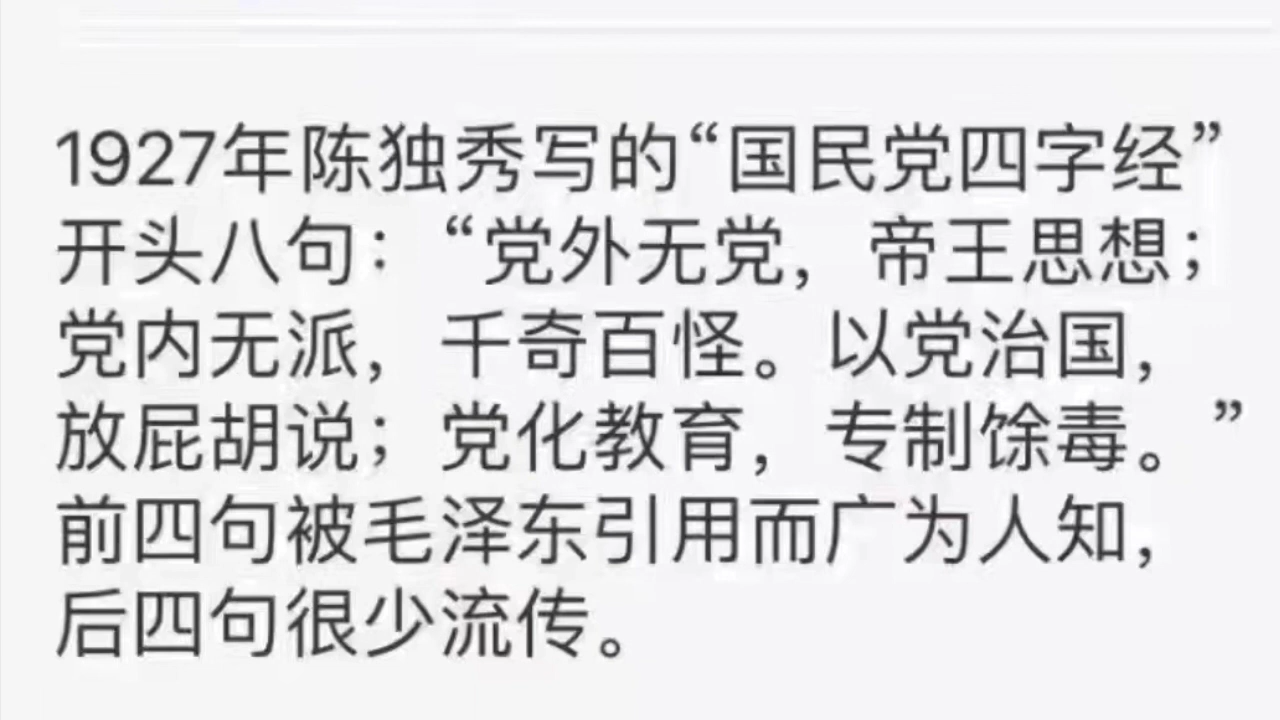 1927年陈独秀写的“国民党四字经”
开头八句：“党外无党，帝王思想；
党内无派，千奇百怪。以党治国，
放屁胡说；党化教育，专制馀毒。”
前四句被毛泽东引用而广为人知，
后四句很少流传。